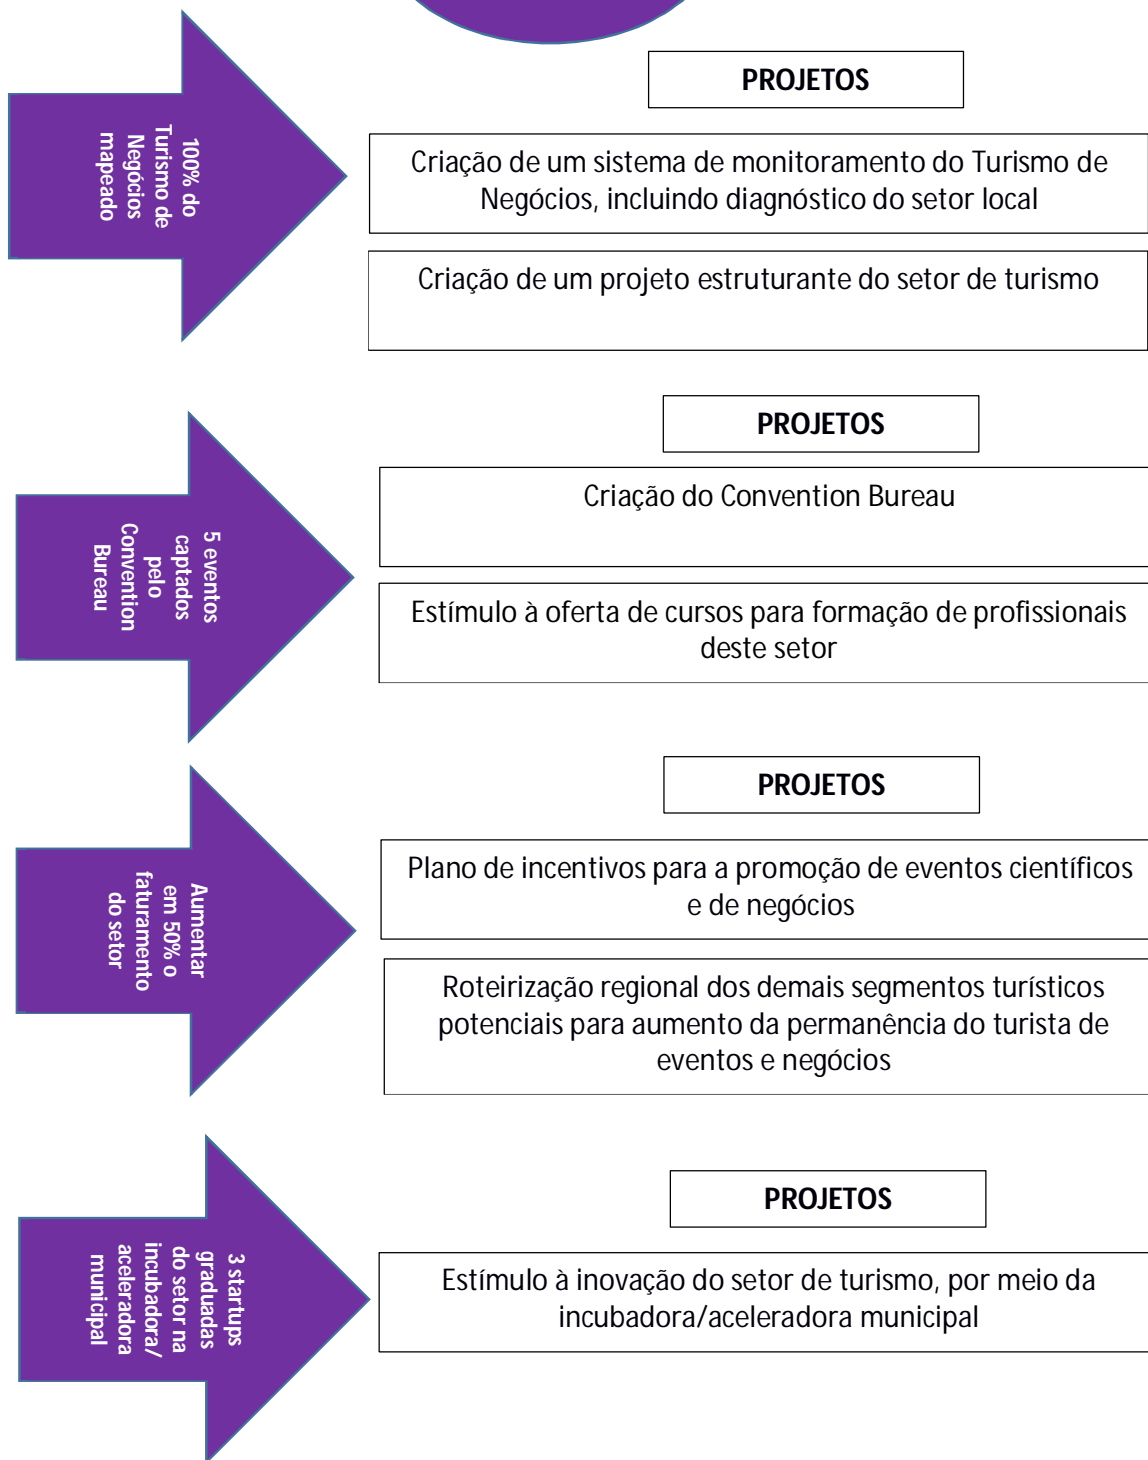 100% do
Turismo de
Negócios
mapeado
PROJETOS
Criação de um sistema de monitoramento do Turismo de
Negócios, incluindo diagnóstico do setor local
Criação de um projeto estruturante do setor de turismo
5 eventos
captados
pelo
Convention
Bureau
PROJETOS
Criação do Convention Bureau
Estímulo à oferta de cursos para formação de profissionais
deste setor
Aumentar
em 50% o
faturamento
do setor
PROJETOS
Plano de incentivos para a promoção de eventos científicos
e de negócios
Roteirização regional dos demais segmentos turísticos
potenciais para aumento da permanência do turista de
eventos e negócios
3 startups
graduadas
do setor na
incubadora/
aceleradora
municipal
PROJETOS
Estímulo à inovação do setor de turismo, por meio da
incubadora/aceleradora municipal